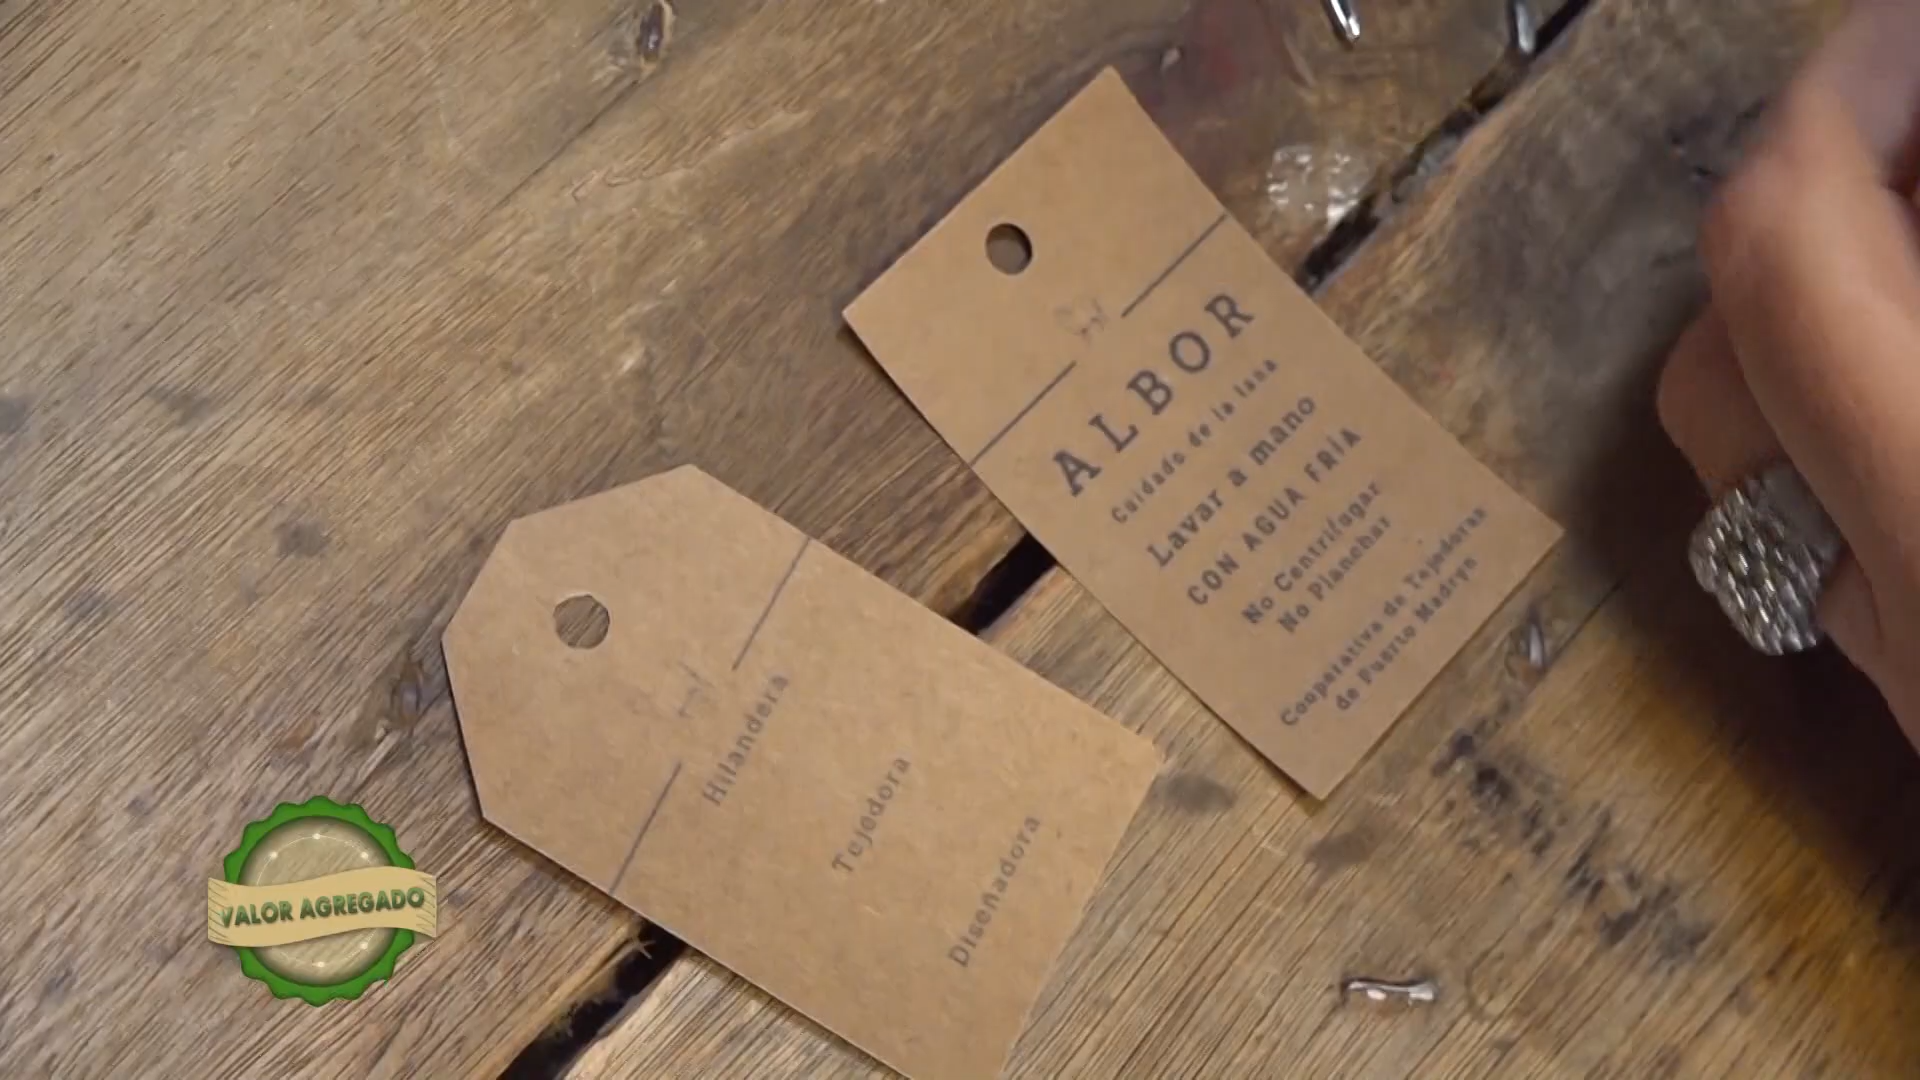 ALBOR
Cuidado de la lana
Lavar a mano
CON AGUA FRÍA
No Centrifugar
No Planchar
Cooperativa de Tejedoras
de Puerto Madryn
Hilandera
Tejedora
Diseñadora
VALOR AGREGADO